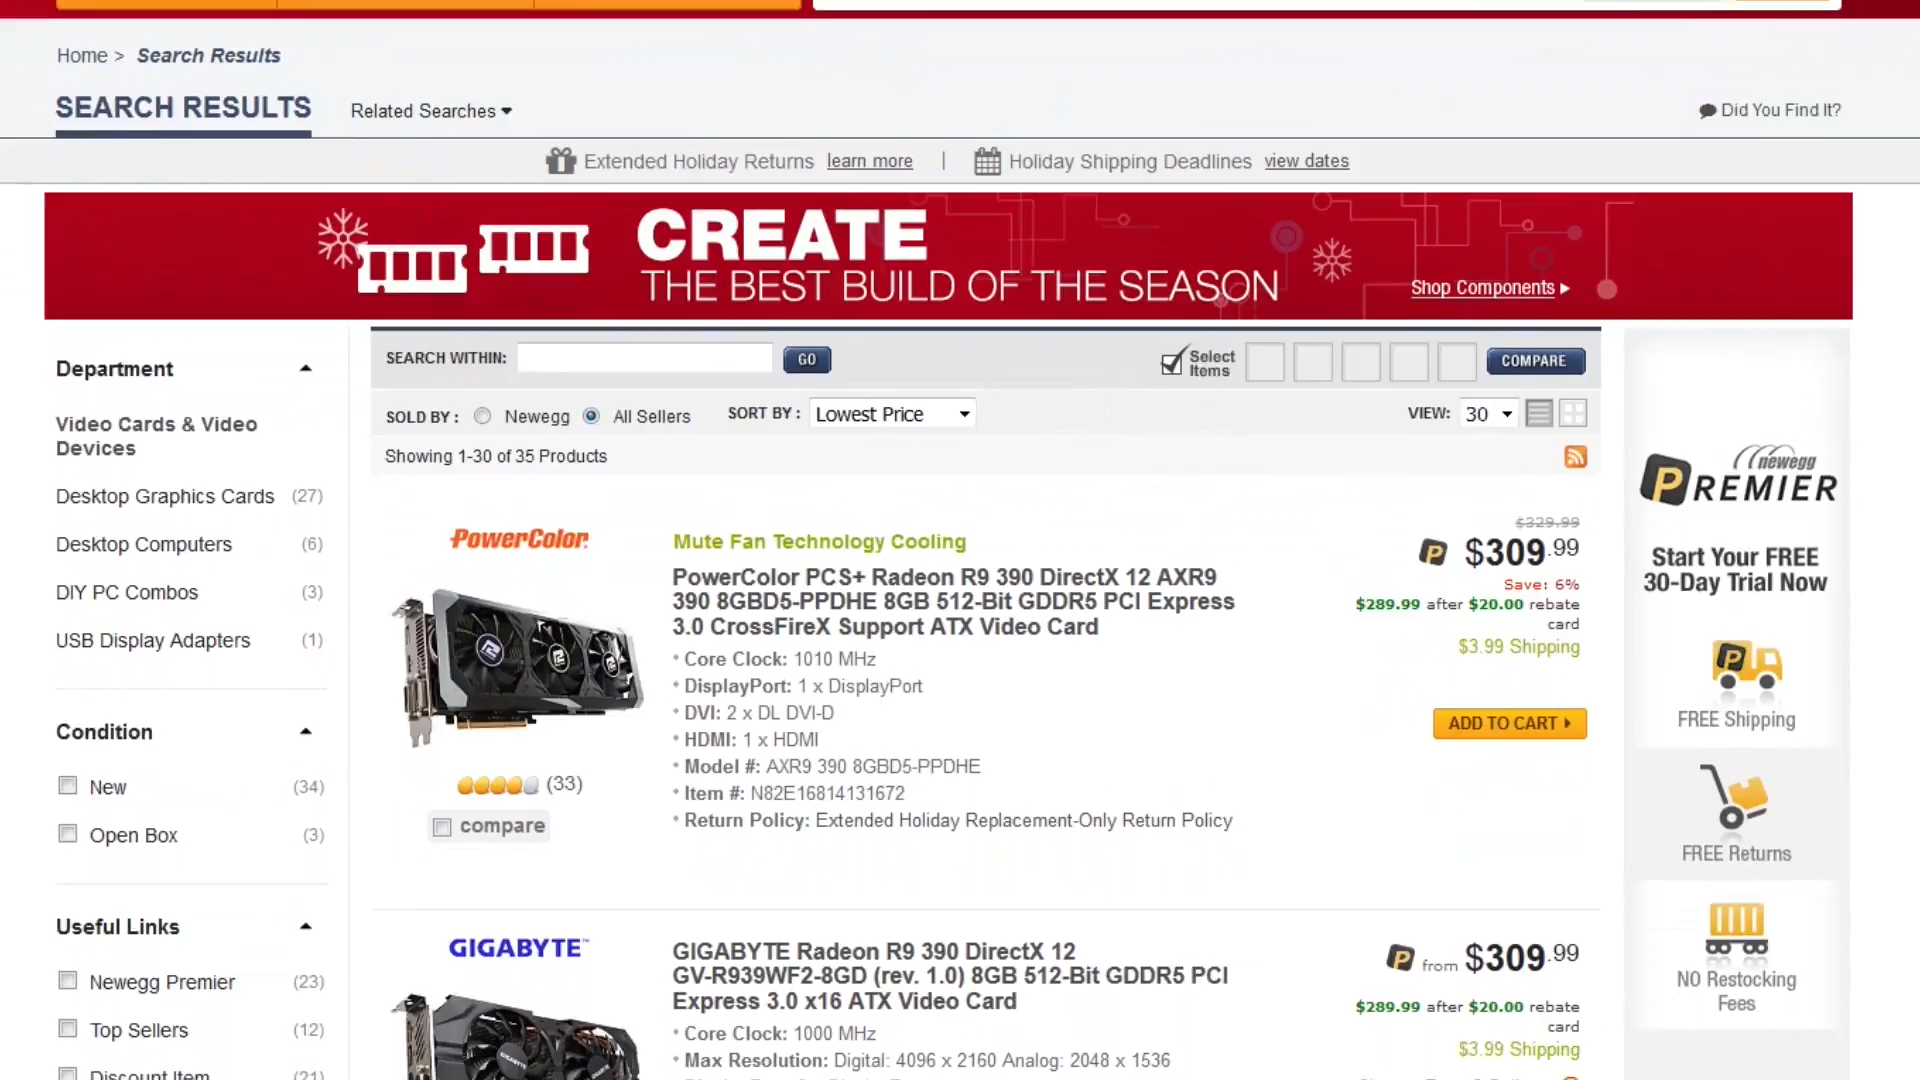 Home > Search Results
SEARCH RESULTS
Related Searches
Did You Find It?
Extended Holiday Returns learn more | Holiday Shipping Deadlines view dates
CREATE
THE BEST BUILD OF THE SEASON
Shop Components
Department
Video Cards & Video
Devices
Desktop Graphics Cards (27)
Desktop Computers (6)
DIY PC Combos (3)
USB Display Adapters (1)
Condition
New (34)
Open Box (3)
Useful Links
Newegg Premier (23)
Top Sellers (12)
Discount Item (21)
SEARCH WITHIN: GO
Select
Items
COMPARE
SOLD BY : Newegg All Sellers SORT BY : Lowest Price
VIEW: 30
Showing 1-30 of 35 Products
PowerColor
(33)
compare
Mute Fan Technology Cooling
PowerColor PCS+ Radeon R9 390 DirectX 12 AXR9
390 8GBD5-PPDHE 8GB 512-Bit GDDR5 PCI Express
3.0 CrossFireX Support ATX Video Card
Core Clock: 1010 MHz
DisplayPort: 1 x DisplayPort
DVI: 2 x DL DVI-D
HDMI: 1 x HDMI
Model #: AXR9 390 8GBD5-PPDHE
Item #: N82E16814131672
Return Policy: Extended Holiday Replacement-Only Return Policy
$329.99
$309.99
Save: 6%
$289.99 after $20.00 rebate
card
$3.99 Shipping
ADD TO CART
GIGABYTE™
GIGABYTE
GIGABYTE Radeon R9 390 DirectX 12
GV-R939WF2-8GD (rev. 1.0) 8GB 512-Bit GDDR5 PCI
Express 3.0 x16 ATX Video Card
Core Clock: 1000 MHz
Max Resolution: Digital: 4096 x 2160 Analog: 2048 x 1536
from $309.99
$289.99 after $20.00 rebate
card
$3.99 Shipping
newegg
PREMIER
Start Your FREE
30-Day Trial Now
FREE Shipping
FREE Returns
NO Restocking
Fees